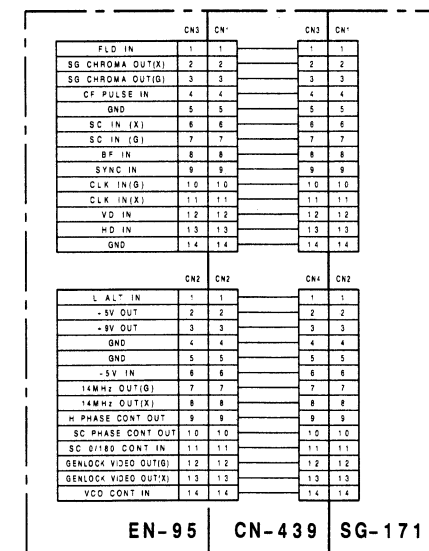 CN3 CN1 CN3 CN1
FLD IN 1 1 1 1
SG CHROMA OUT(X) 2 2 2 2
SG CHROMA OUT(G) 3 3 3 3
CF PULSE IN 4 4 4 4
GND 5 5 5 5
SC IN (X) 6 6 6 6
SC IN (G) 7 7 7 7
BF IN 8 8 8 8
SYNC IN 9 9 9 9
CLK IN(G) 10 10 10 10
CLK IN(X) 11 11 11 11
VD IN 12 12 12 12
HD IN 13 13 13 13
GND 14 14 14 14
CN2 CN2 CN4 CN2
L ALT IN 1 1 1 1
-5V OUT 2 2 2 2
-9V OUT 3 3 3 3
GND 4 4 4 4
GND 5 5 5 5
-5V IN 6 6 6 6
14MHz OUT(G) 7 7 7 7
14MHz OUT(X) 8 8 8 8
H PHASE CONT OUT 9 9 9 9
SC PHASE CONT OUT 10 10 10 10
SC 0/180 CONT IN 11 11 11 11
GENLOCK VIDEO OUT(G) 12 12 12 12
GENLOCK VIDEO OUT(X) 13 13 13 13
VCO CONT IN 14 14 14 14
EN-95 CN-439 SG-171